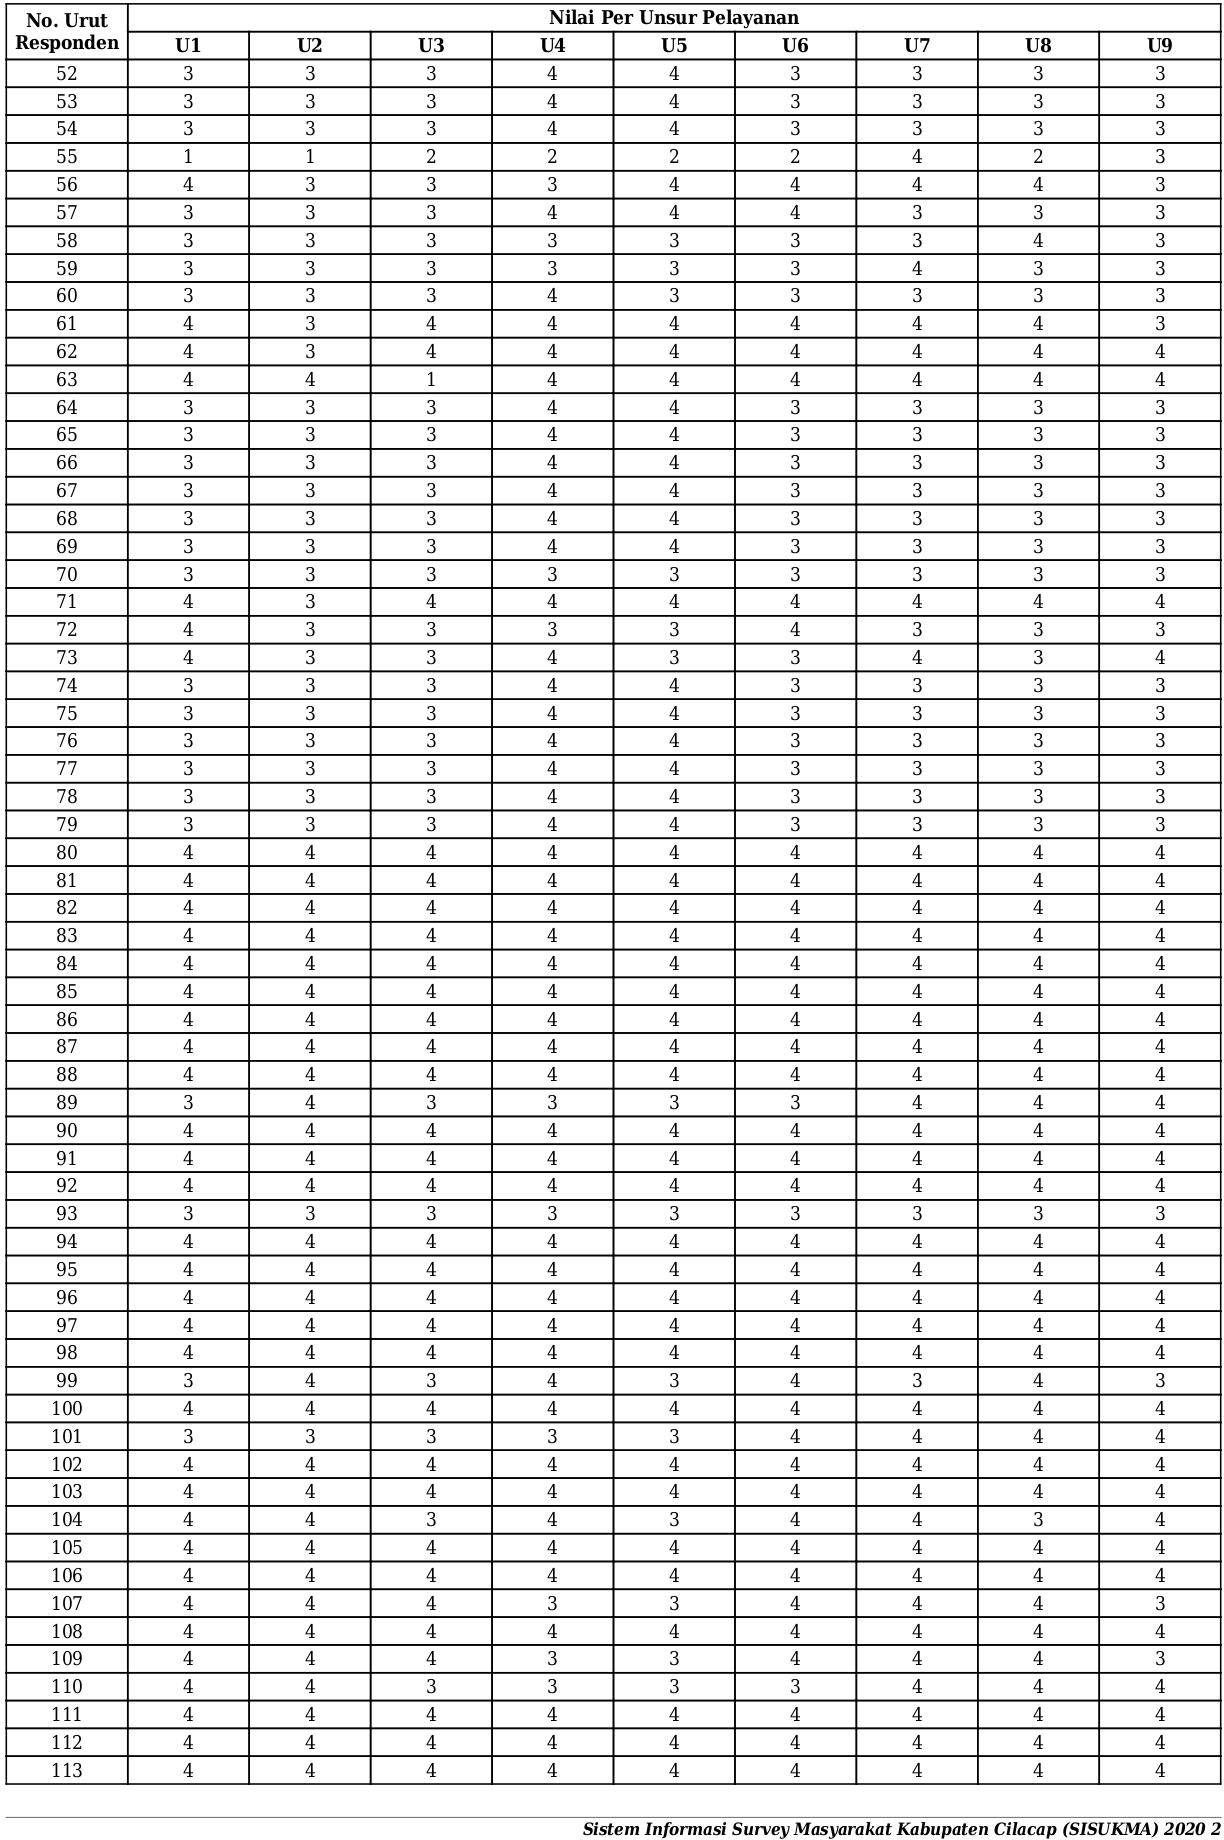 No. Urut Responden Nilai Per Unsur Pelayanan
U1 U2 U3 U4 U5 U6 U7 U8 U9
52 3 3 3 4 4 3 3 3 3
53 3 3 3 4 4 3 3 3 3
54 3 3 3 4 4 3 3 3 3
55 1 1 2 2 2 2 4 2 3
56 4 3 3 3 4 4 4 4 3
57 3 3 3 4 4 4 3 3 3
58 3 3 3 3 3 3 3 4 3
59 3 3 3 3 3 3 4 3 3
60 3 3 3 4 3 3 3 3 3
61 4 3 4 4 4 4 4 4 3
62 4 3 4 4 4 4 4 4 4
63 4 4 1 4 4 4 4 4 4
64 3 3 3 4 4 3 3 3 3
65 3 3 3 4 4 3 3 3 3
66 3 3 3 4 4 3 3 3 3
67 3 3 3 4 4 3 3 3 3
68 3 3 3 4 4 3 3 3 3
69 3 3 3 4 4 3 3 3 3
70 3 3 3 3 3 3 3 3 3
71 4 3 4 4 4 4 4 4 4
72 4 3 3 3 3 4 3 3 3
73 4 3 3 4 3 3 4 3 4
74 3 3 3 4 4 3 3 3 3
75 3 3 3 4 4 3 3 3 3
76 3 3 3 4 4 3 3 3 3
77 3 3 3 4 4 3 3 3 3
78 3 3 3 4 4 3 3 3 3
79 3 3 3 4 4 3 3 3 3
80 4 4 4 4 4 4 4 4 4
81 4 4 4 4 4 4 4 4 4
82 4 4 4 4 4 4 4 4 4
83 4 4 4 4 4 4 4 4 4
84 4 4 4 4 4 4 4 4 4
85 4 4 4 4 4 4 4 4 4
86 4 4 4 4 4 4 4 4 4
87 4 4 4 4 4 4 4 4 4
88 4 4 4 4 4 4 4 4 4
89 3 4 3 3 3 3 4 4 4
90 4 4 4 4 4 4 4 4 4
91 4 4 4 4 4 4 4 4 4
92 4 4 4 4 4 4 4 4 4
93 3 3 3 3 3 3 3 3 3
94 4 4 4 4 4 4 4 4 4
95 4 4 4 4 4 4 4 4 4
96 4 4 4 4 4 4 4 4 4
97 4 4 4 4 4 4 4 4 4
98 4 4 4 4 4 4 4 4 4
99 3 4 3 4 3 4 3 4 3
100 4 4 4 4 4 4 4 4 4
101 3 3 3 3 3 4 4 4 4
102 4 4 4 4 4 4 4 4 4
103 4 4 4 4 4 4 4 4 4
104 4 4 3 4 3 4 4 3 4
105 4 4 4 4 4 4 4 4 4
106 4 4 4 4 4 4 4 4 4
107 4 4 4 3 3 4 4 4 3
108 4 4 4 4 4 4 4 4 4
109 4 4 4 3 3 4 4 4 3
110 4 4 3 3 3 3 4 4 4
111 4 4 4 4 4 4 4 4 4
112 4 4 4 4 4 4 4 4 4
113 4 4 4 4 4 4 4 4 4
Sistem Informasi Survey Masyarakat Kabupaten Cilacap (SISUKMA) 2020 2